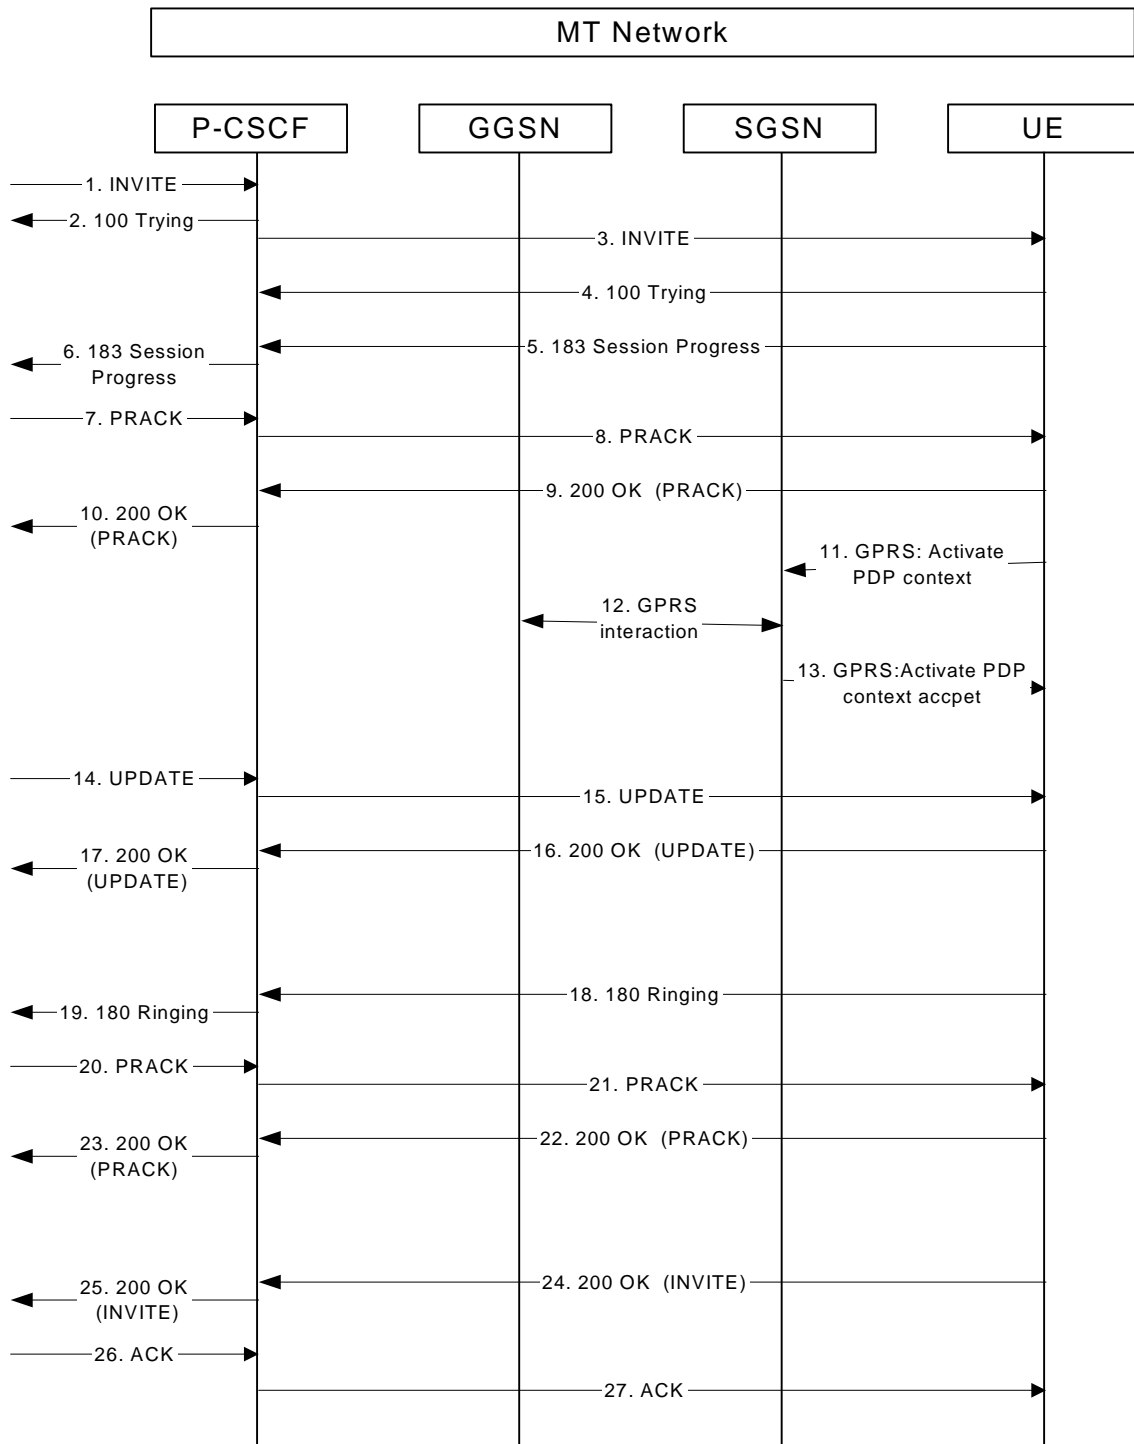 MT Network
P-CSCF
GGSN
SGSN
UE
1. INVITE
2. 100 Trying
3. INVITE
4. 100 Trying
5. 183 Session Progress
6. 183 Session
Progress
7. PRACK
8. PRACK
9. 200 OK (PRACK)
10. 200 OK
(PRACK)
11. GPRS: Activate
PDP context
12. GPRS
interaction
13. GPRS:Activate PDP
context accpet
14. UPDATE
15. UPDATE
16. 200 OK (UPDATE)
17. 200 OK
(UPDATE)
18. 180 Ringing
19. 180 Ringing
20. PRACK
21. PRACK
22. 200 OK (PRACK)
23. 200 OK
(PRACK)
24. 200 OK (INVITE)
25. 200 OK
(INVITE)
26. ACK
27. ACK